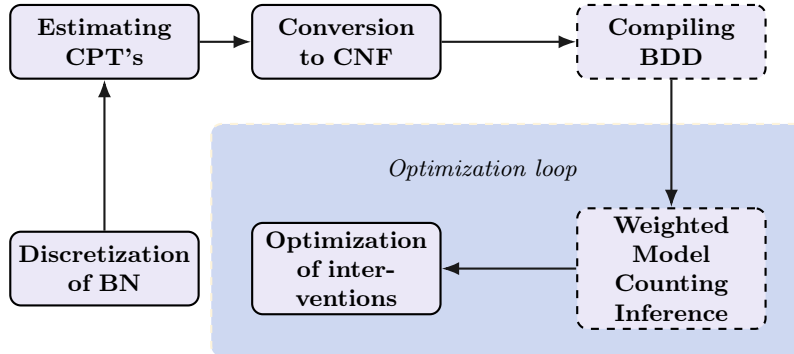 Estimating
CPT's
Conversion
to CNF
Compiling
BDD
Optimization loop
Discretization
of BN
Optimization
of inter-
ventions
Weighted
Model
Counting
Inference